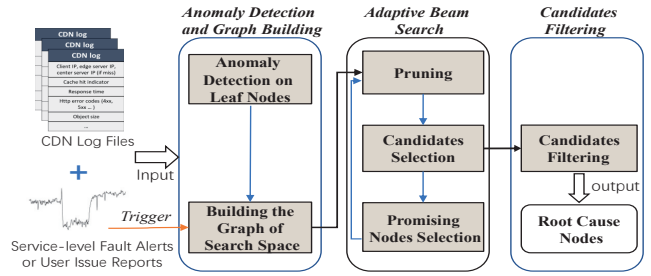 Anomaly Detection
and Graph Building
Adaptive Beam
Search
Candidates
Filtering
CDN log
CDN log
CDN log
Client IP, edge server IP,
center server IP (if miss)
Cache hit indicator
Response time
Http error codes (4xx,
5xx ... )
Object size
...
CDN Log Files
+
Input
Trigger
Service-level Fault Alerts
or User Issue Reports
Anomaly
Detection on
Leaf Nodes
Building the
Graph of
Search Space
Pruning
Candidates
Selection
Promising
Nodes Selection
Candidates
Filtering
output
Root Cause
Nodes